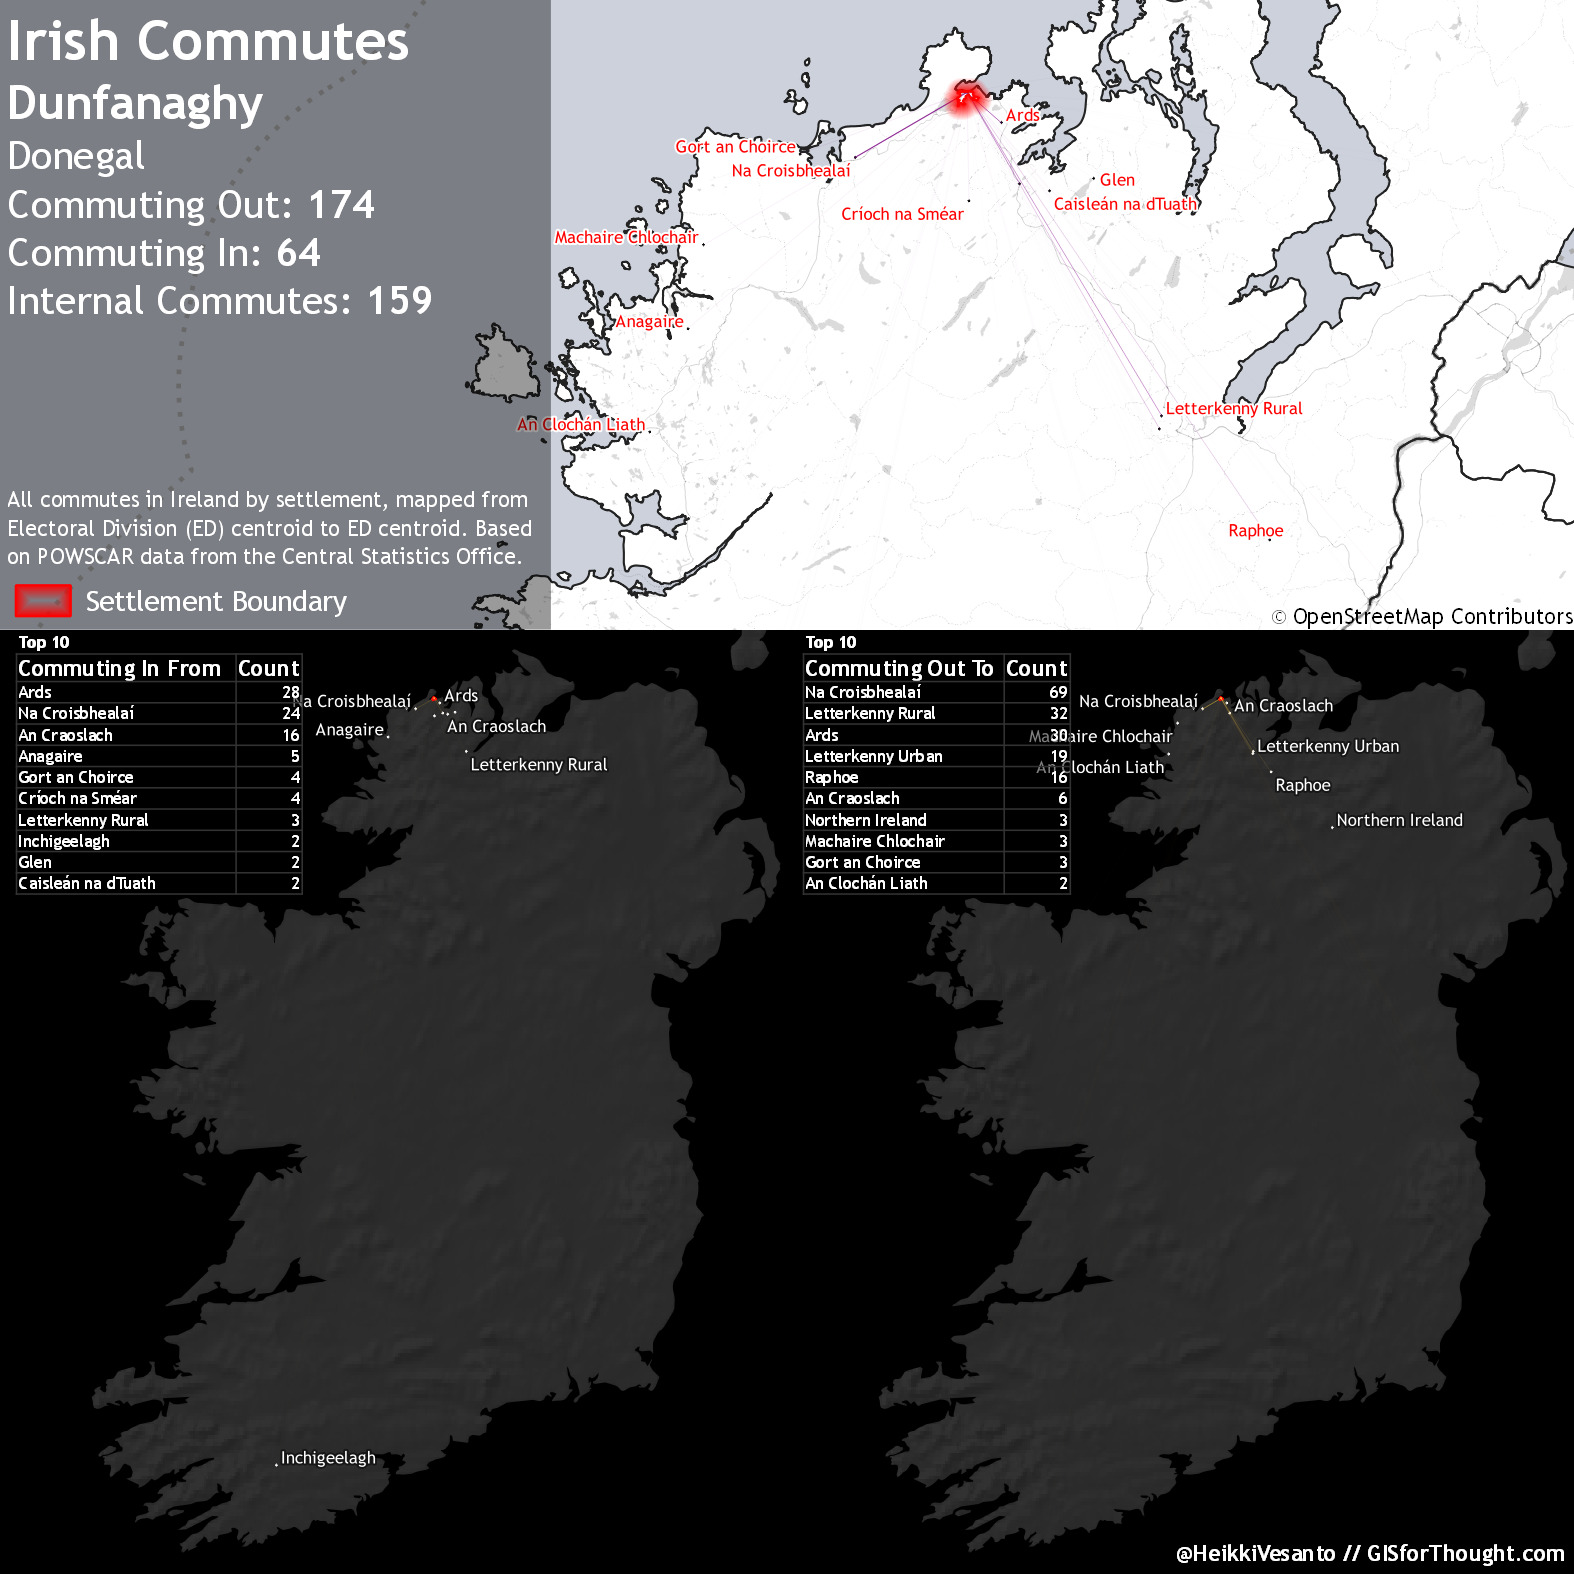 Irish Commutes
Dunfanaghy
Donegal
Commuting Out: 174
Commuting In: 64
Internal Commutes: 159
All commutes in Ireland by settlement, mapped from
Electoral Division (ED) centroid to ED centroid. Based
on POWSCAR data from the Central Statistics Office.
Settlement Boundary
Ards
Gort an Choirce
Na Croisbhealaí
Glen
Caisleán na dTuath
Críoch na Sméar
Machaire Chlochair
Anagaire
An Clochán Liath
Letterkenny Rural
Raphoe
© OpenStreetMap Contributors
Top 10
Commuting In From Count
Ards 28
Na Croisbhealaí 24
An Craoslach 16
Anagaire 5
Gort an Choirce 4
Críoch na Sméar 4
Letterkenny Rural 3
Inchigeelagh 2
Glen 2
Caisleán na dTuath 2
Na Croisbhealaí
Ards
An Craoslach
Anagaire
Letterkenny Rural
Inchigeelagh
Top 10
Commuting Out To Count
Na Croisbhealaí 69
Letterkenny Rural 32
Ards 30
Letterkenny Urban 19
Raphoe 16
An Craoslach 6
Northern Ireland 3
Machaire Chlochair 3
Gort an Choirce 3
An Clochán Liath 2
Na Croisbhealaí
An Craoslach
Machaire Chlochair
Letterkenny Urban
An Clochán Liath
Raphoe
Northern Ireland
@HeikkiVesanto // GISforThought.com